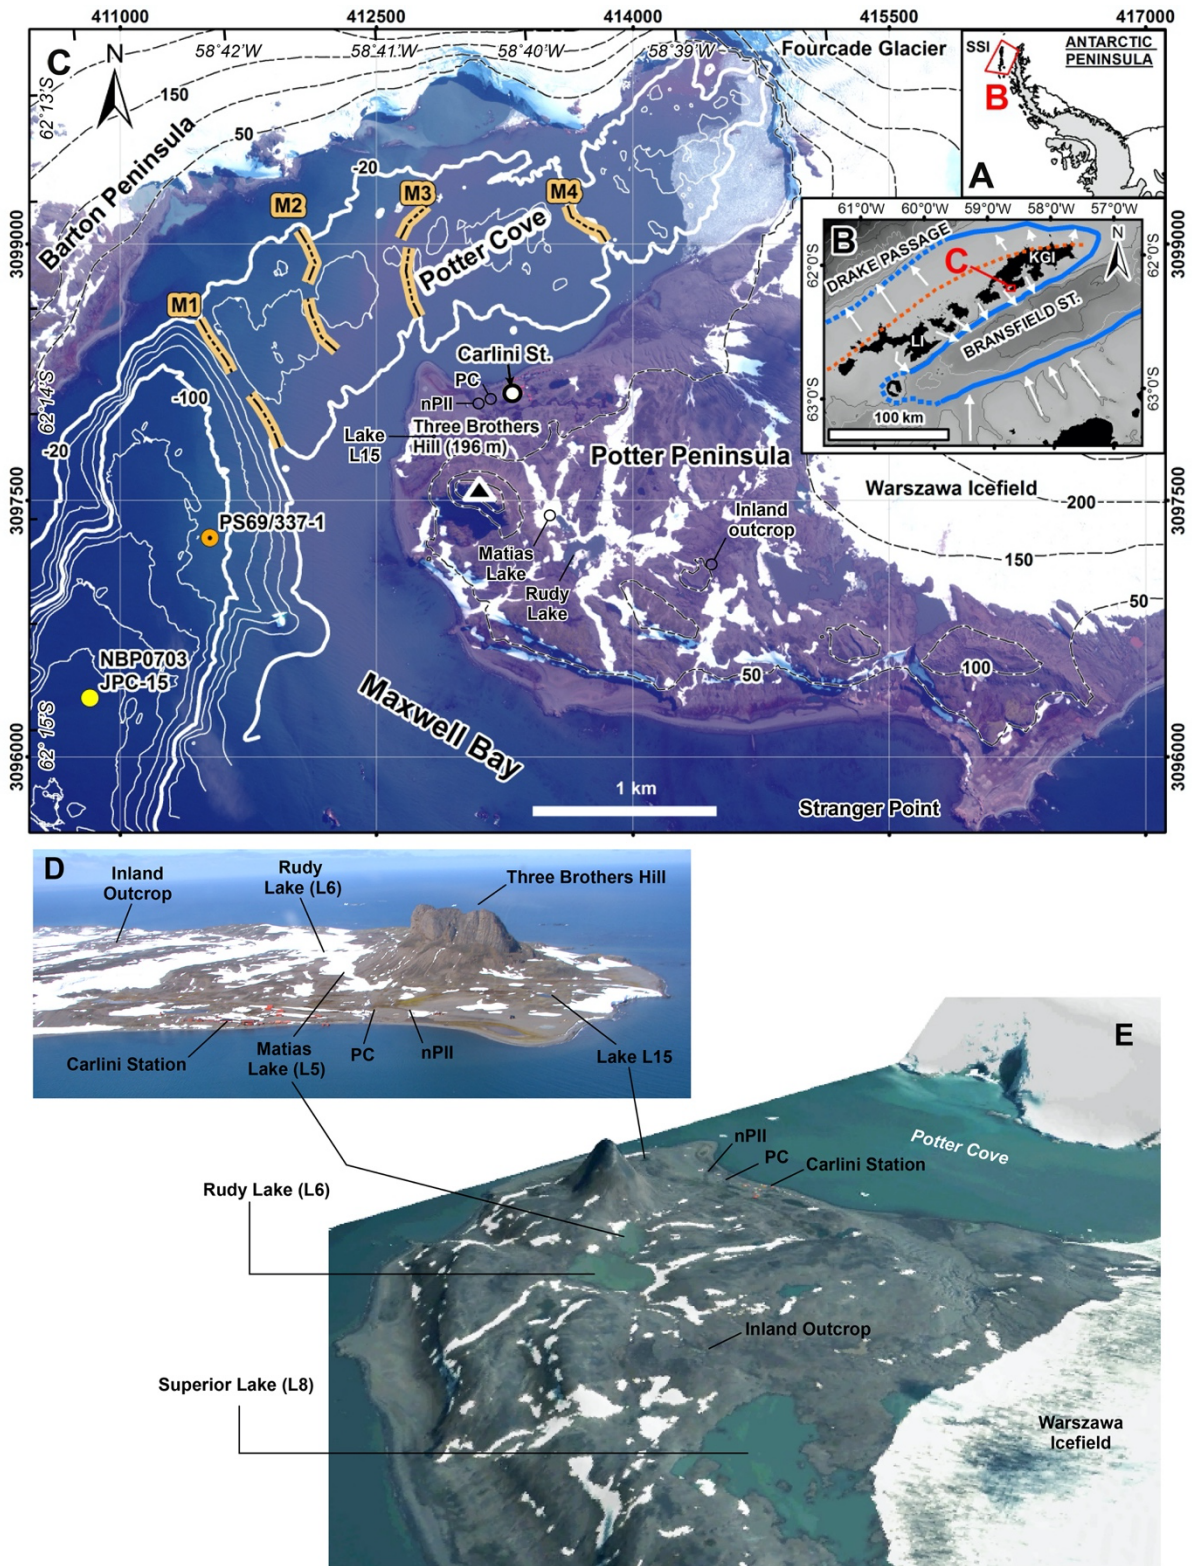 411000
412500
414000
415500
417000
58°42'W
58°41'W
58°40'W
58°39'W
C
N
Fourcade Glacier
62°13'S
150
50
-20
Barton Peninsula
M1
M2
M3
M4
Potter Cove
3099000
3099000
SSI
ANTARCTIC
PENINSULA
B
A
61°0'W
60°0'W
59°0'W
58°0'W
57°0'W
B
N
62°0'S
62°0'S
DRAKE PASSAGE
C
KGI
LI
BRANSFIELD ST.
63°0'S
63°0'S
100 km
62°14'S
-100
-20
Carlini St.
PC
nPII
Lake
L15
Three Brothers
Hill (196 m)
Potter Peninsula
Warszawa Icefield
200
150
50
3097500
3097500
PS69/337-1
Matias
Lake
Rudy
Lake
Inland
outcrop
NBP0703
JPC-15
50
100
62°15'S
Maxwell Bay
3096000
3096000
1 km
Stranger Point
D
Inland
Outcrop
Rudy
Lake (L6)
Three Brothers Hill
Carlini Station
Matias
Lake (L5)
PC
nPII
Lake L15
E
nPII
PC
Carlini Station
Potter Cove
Rudy Lake (L6)
Inland Outcrop
Superior Lake (L8)
Warszawa
Icefield